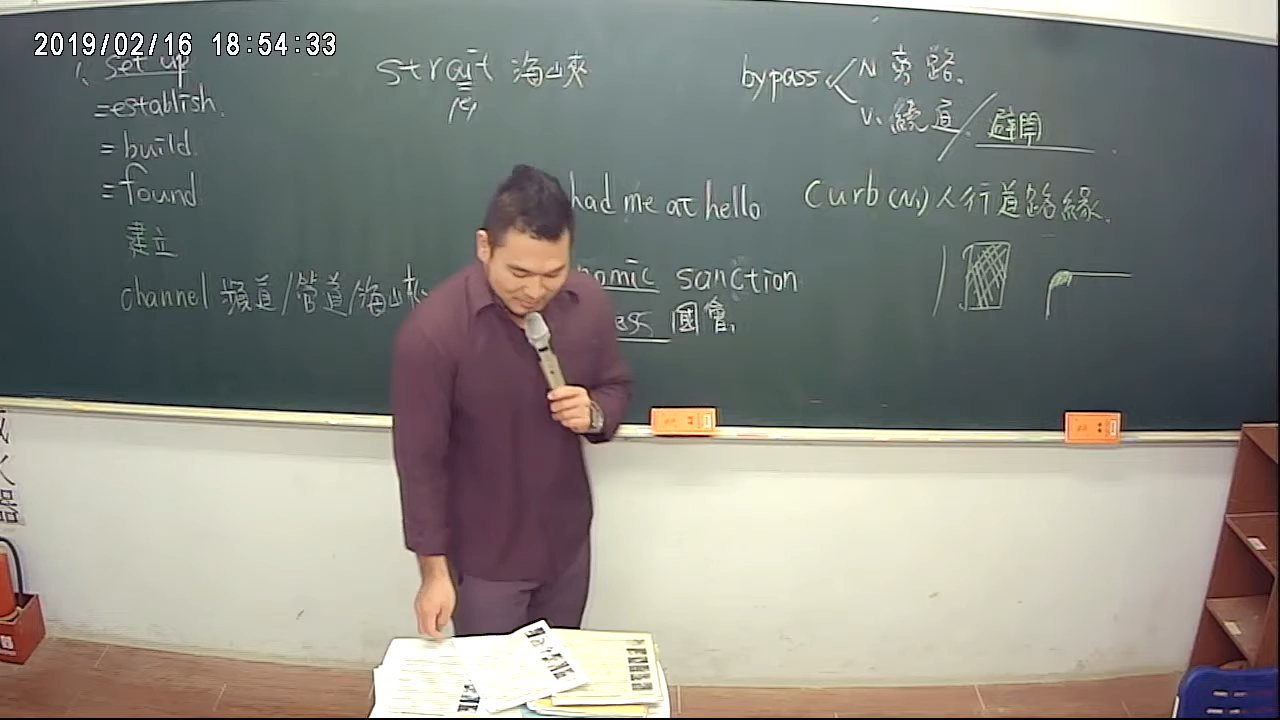 2019/02/16 18:54:33
1. set up
=establish.
= build.
= found
建立
channel 頻道/管道/海峽
strait 海峽
[e]
had me at hello
nomic sanction
ess 國會.
bypass N 旁路.
V. 繞道/避開
Curb (N) 人行道路緣.
火
器